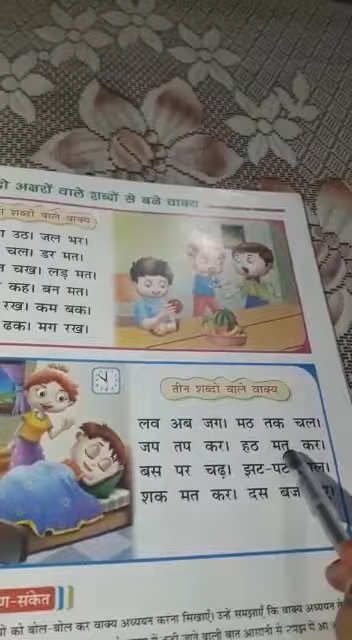 अक्षरों वाले शब्दों से बने वाक्य
शब्दों वाले वाक्य
उठ। जल भर।
चल। डर मत।
चख। लड़ मत।
कह। बन मत।
रख। कम बक।
ढक। मग रख।
तीन शब्दों वाले वाक्य
लव अब जग। मठ तक चल।
जप तप कर। हठ मत कर।
बस पर चढ़। झट-पट
शक मत कर। दस बज
संकेत
को बोल-बोल कर वाक्य अध्ययन करना सिखाएँ। उन्हें समझाएँ कि वाक्य अध्ययन
वाली बात आसानी से समझ में आ